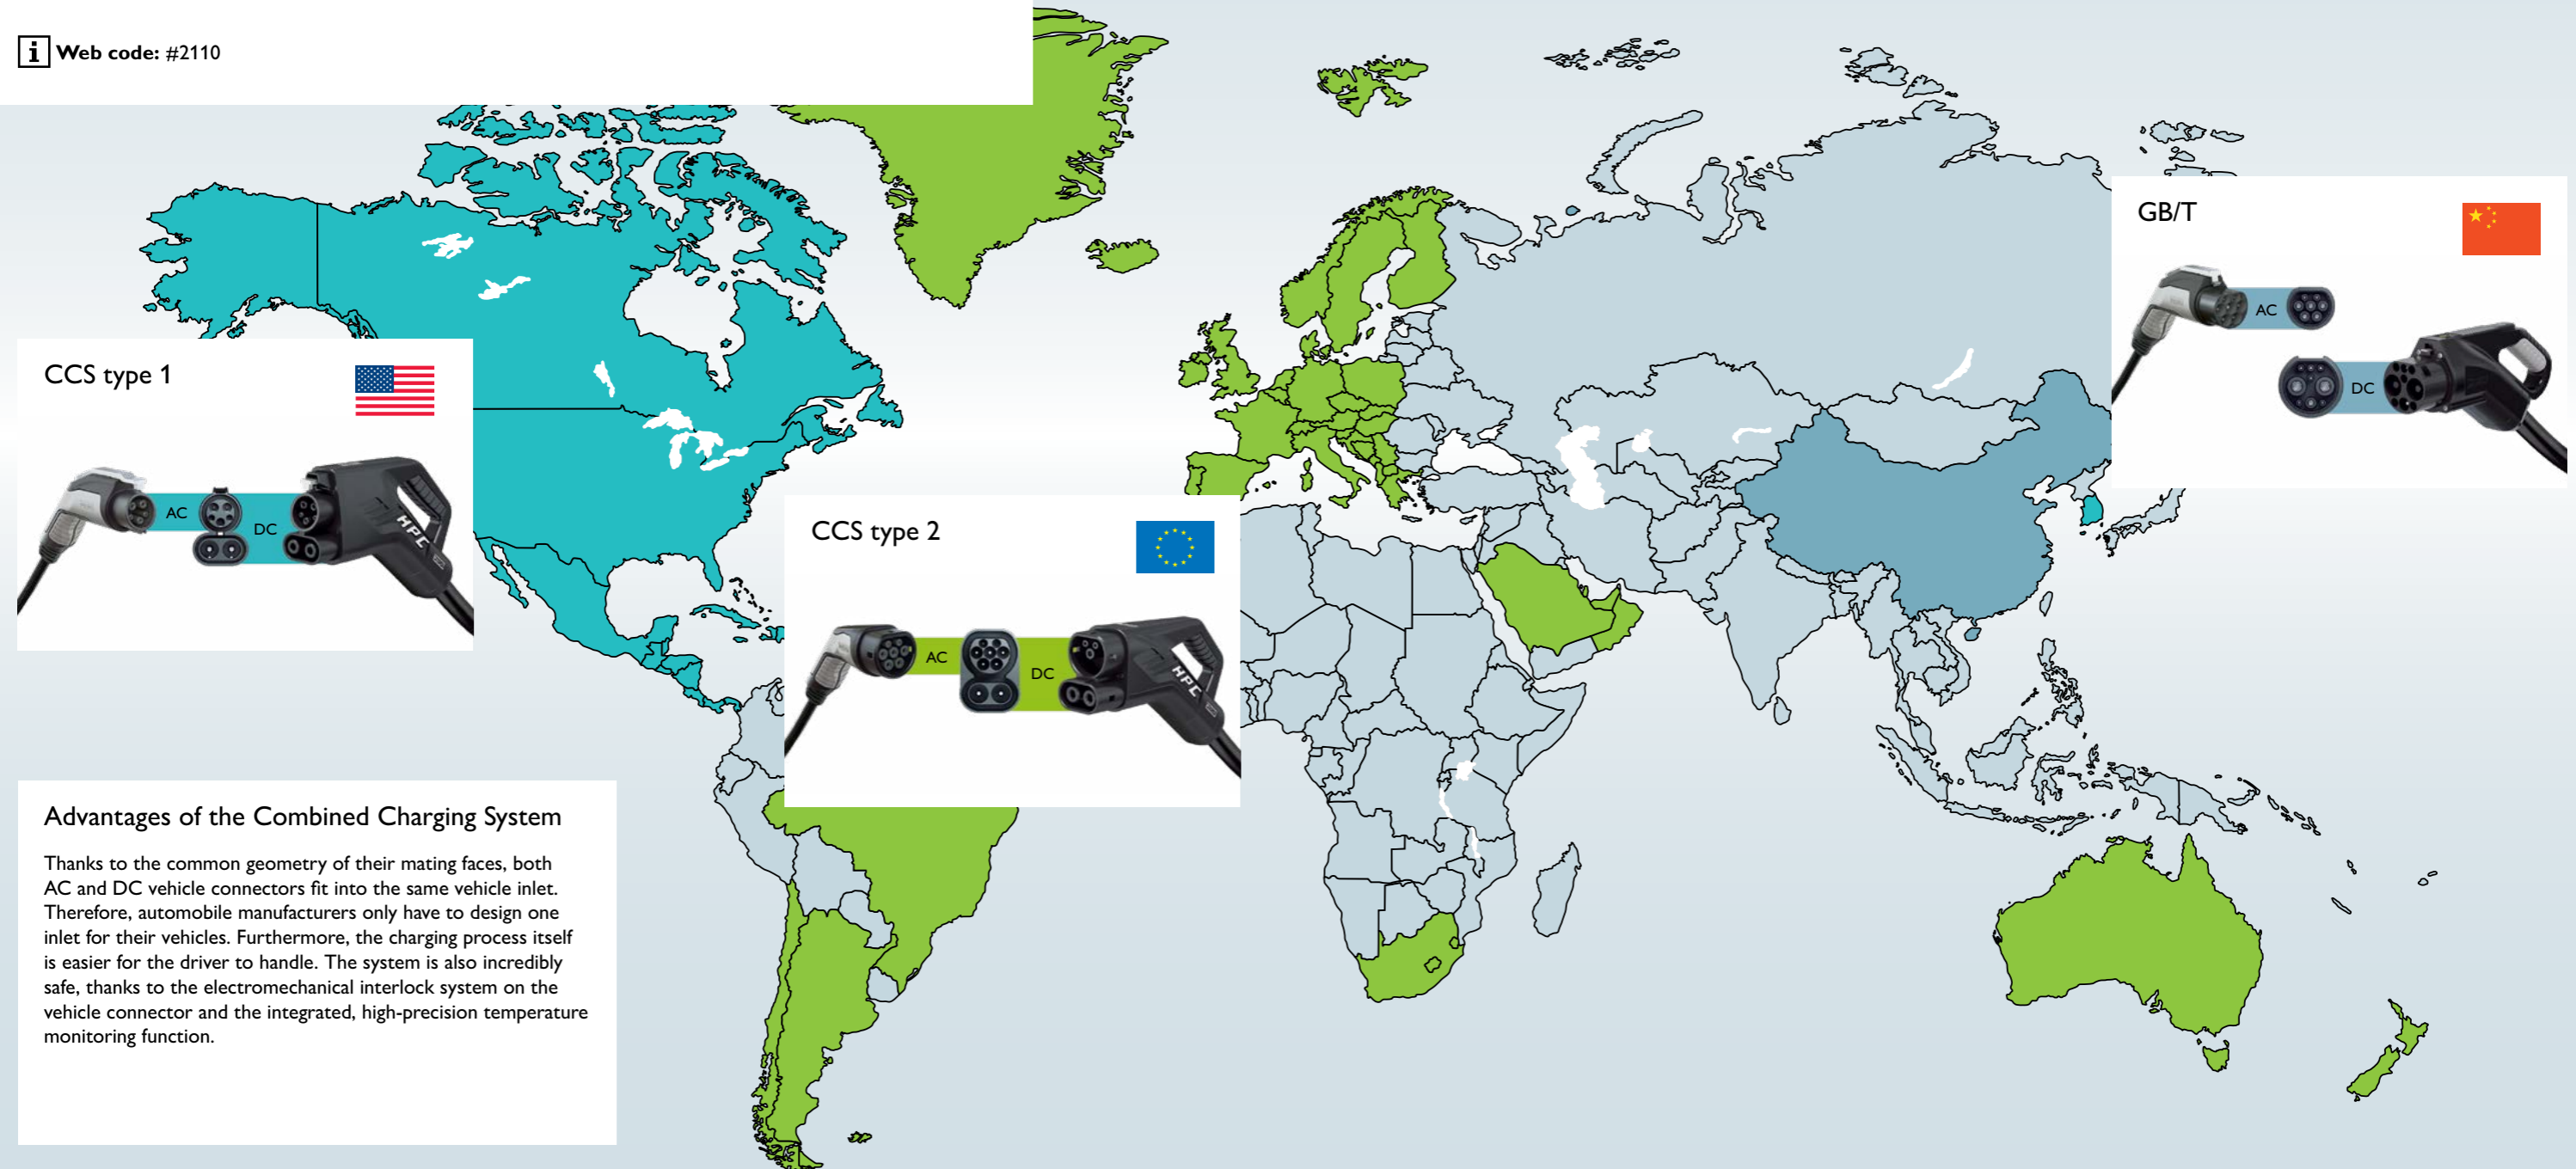 i Web code: #2110
GB/T
AC
DC
CCS type 1
AC
DC
HPC
CCS type 2
AC
DC
HPC
Advantages of the Combined Charging System
Thanks to the common geometry of their mating faces, both
AC and DC vehicle connectors fit into the same vehicle inlet.
Therefore, automobile manufacturers only have to design one
inlet for their vehicles. Furthermore, the charging process itself
is easier for the driver to handle. The system is also incredibly
safe, thanks to the electromechanical interlock system on the
vehicle connector and the integrated, high-precision temperature
monitoring function.